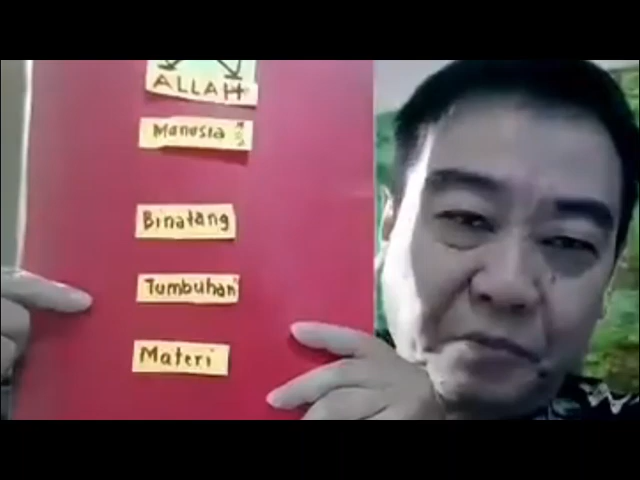 ALLAH
Manusia
Binatang
Tumbuhan
Materi